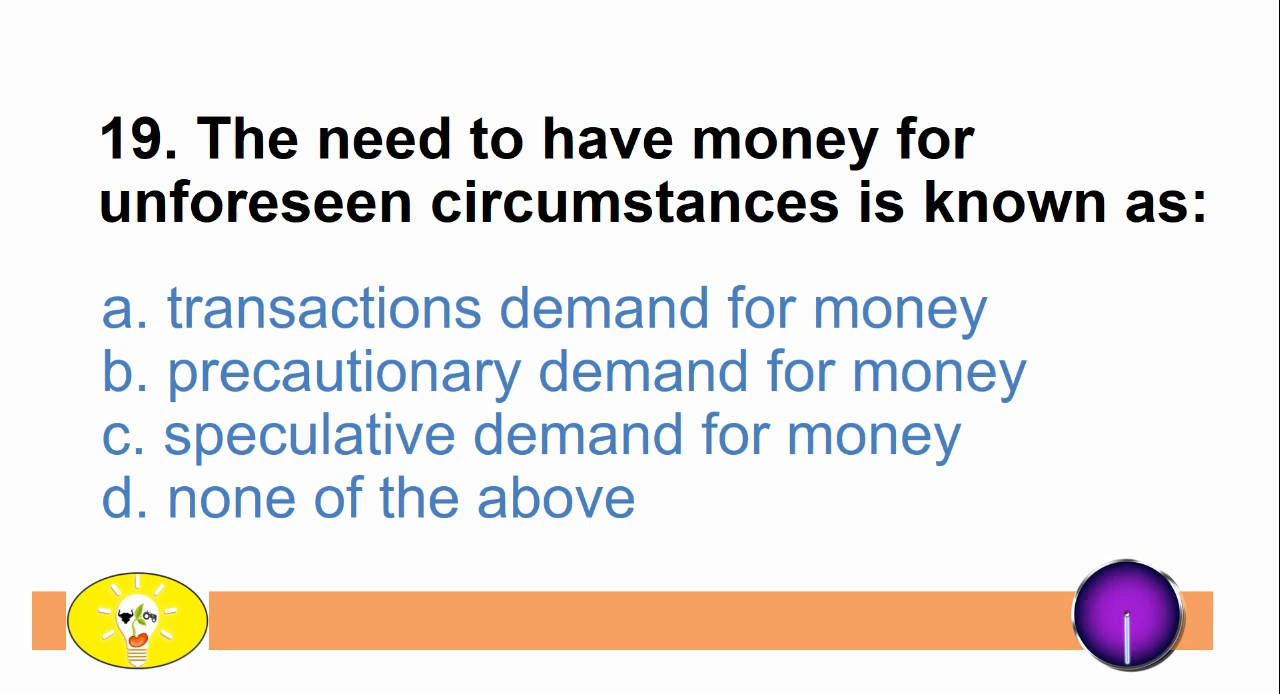 19. The need to have money for
unforeseen circumstances is known as:
a. transactions demand for money
b. precautionary demand for money
c. speculative demand for money
d. none of the above